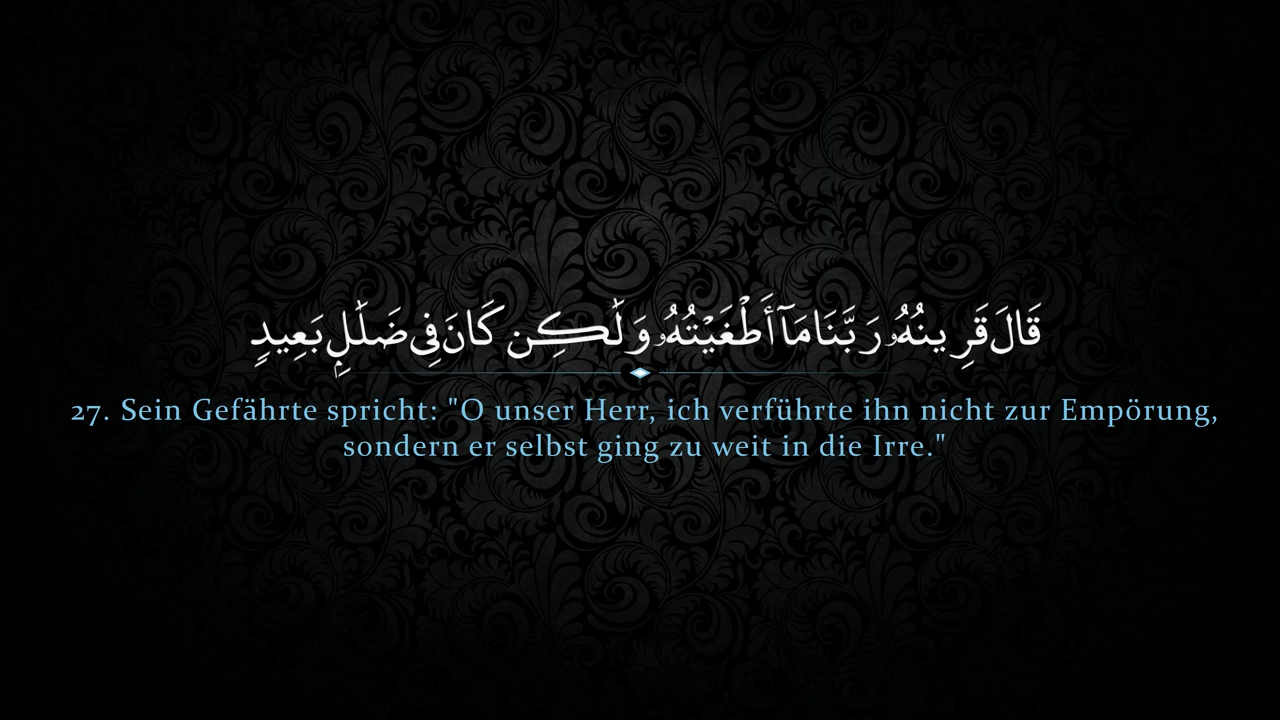 قَالَ قَرِينُهُۥ رَبَّنَا مَآ أَطْغَيْتُهُۥ وَلَٰكِن كَانَ فِى ضَلَٰلٍۭ بَعِيدٍ
27. Sein Gefährte spricht: "O unser Herr, ich verführte ihn nicht zur Empörung,
sondern er selbst ging zu weit in die Irre."